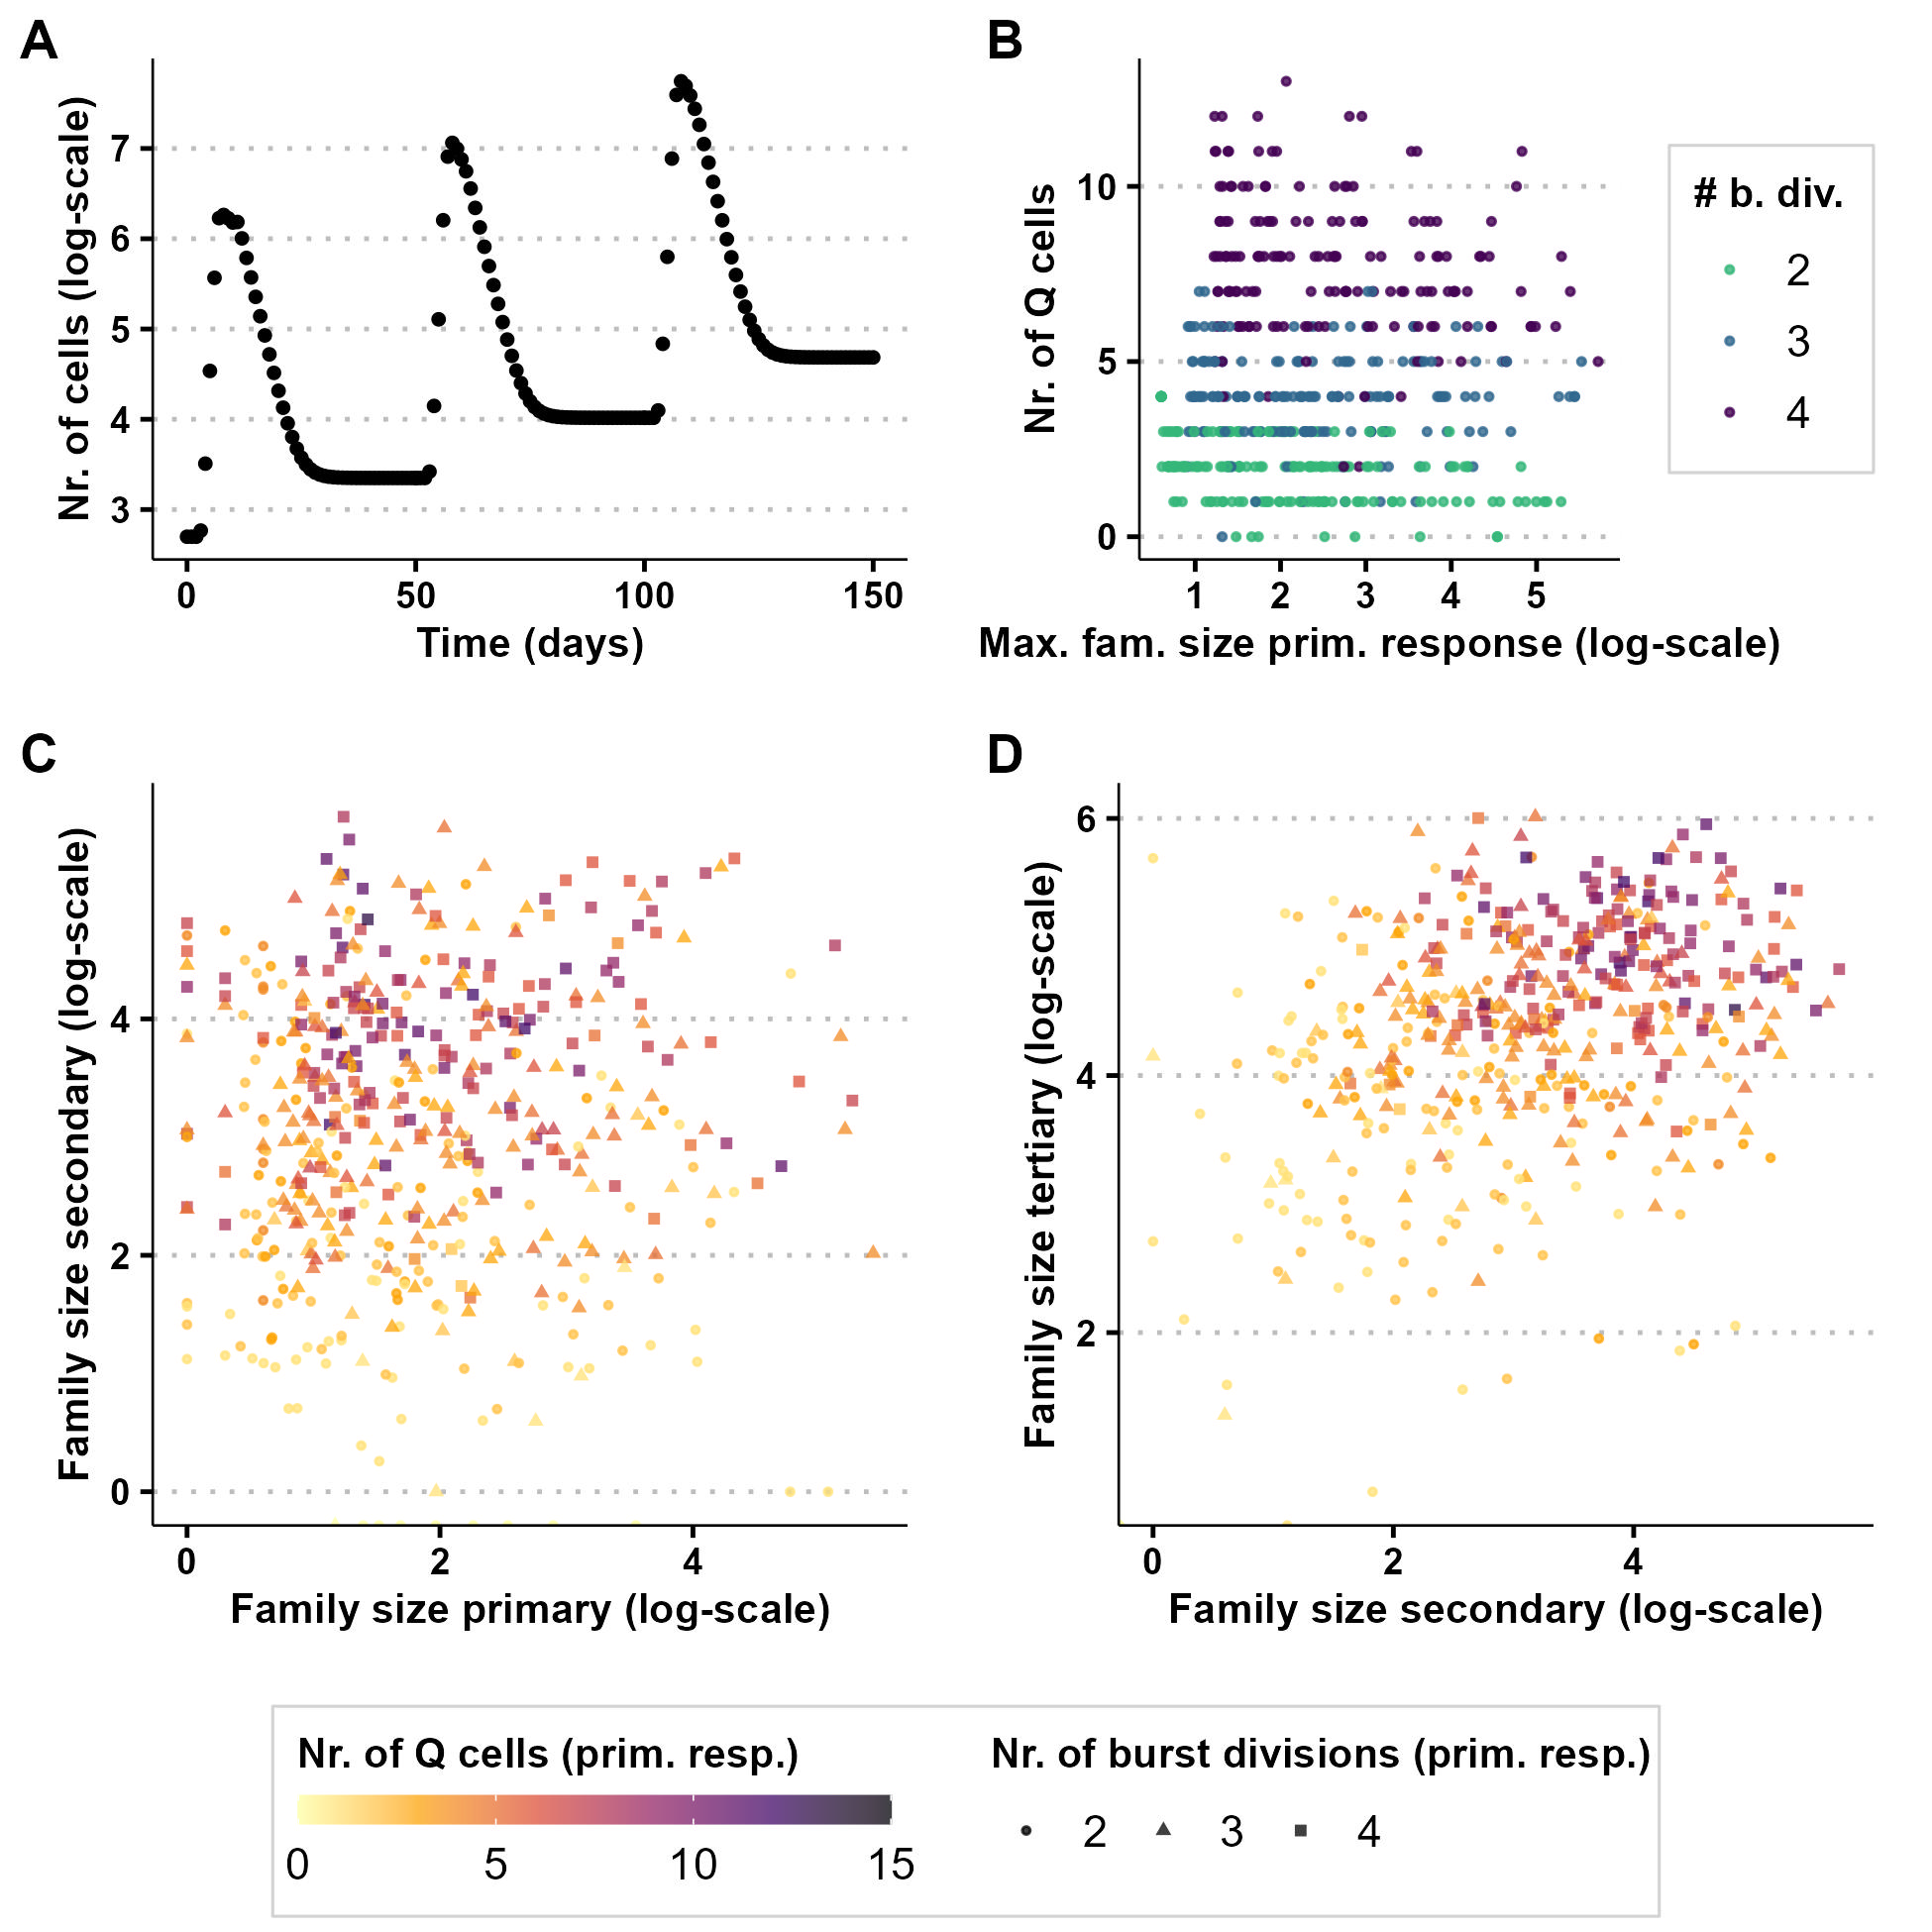 A
Nr. of cells (log-scale)
7
6
5
4
3
0 50 100 150
Time (days)
B
Nr. of Q cells
10
5
0
1 2 3 4 5
Max. fam. size prim. response (log-scale)
# b. div.
2
3
4
C
Family size secondary (log-scale)
4
2
0
0 2 4
Family size primary (log-scale)
D
Family size tertiary (log-scale)
6
4
2
0 2 4
Family size secondary (log-scale)
Nr. of Q cells (prim. resp.)
0 5 10 15
Nr. of burst divisions (prim. resp.)
2 3 4